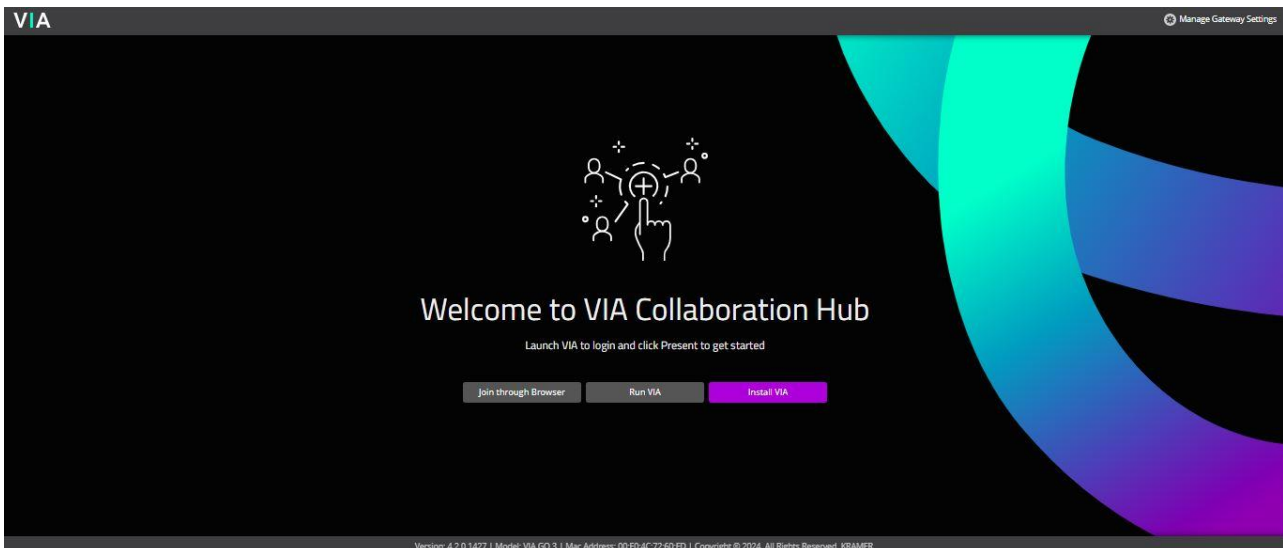 VIA
Manage Gateway Settings
Welcome to VIA Collaboration Hub
Launch VIA to login and click Present to get started
Join through Browser
Run VIA
Install VIA
Version: 4.2.0.1427 | Model: VIA GO 3 | Mac Address: 00:E0:4C:72:60:FD | Copyright © 2024. All Rights Reserved. KRAMER